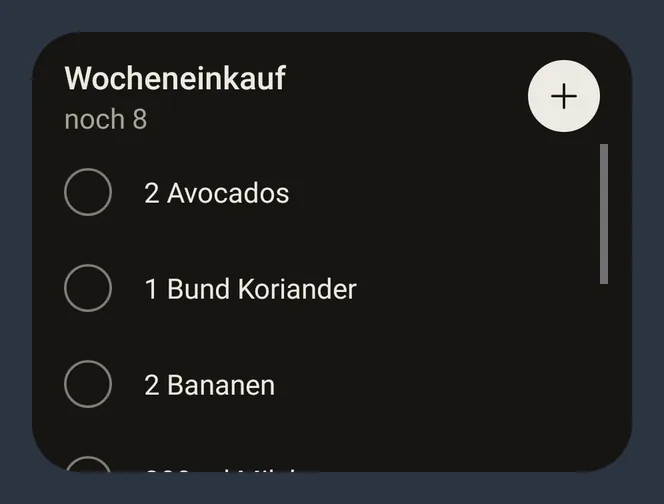 Wocheneinkauf
noch 8
2 Avocados
1 Bund Koriander
2 Bananen